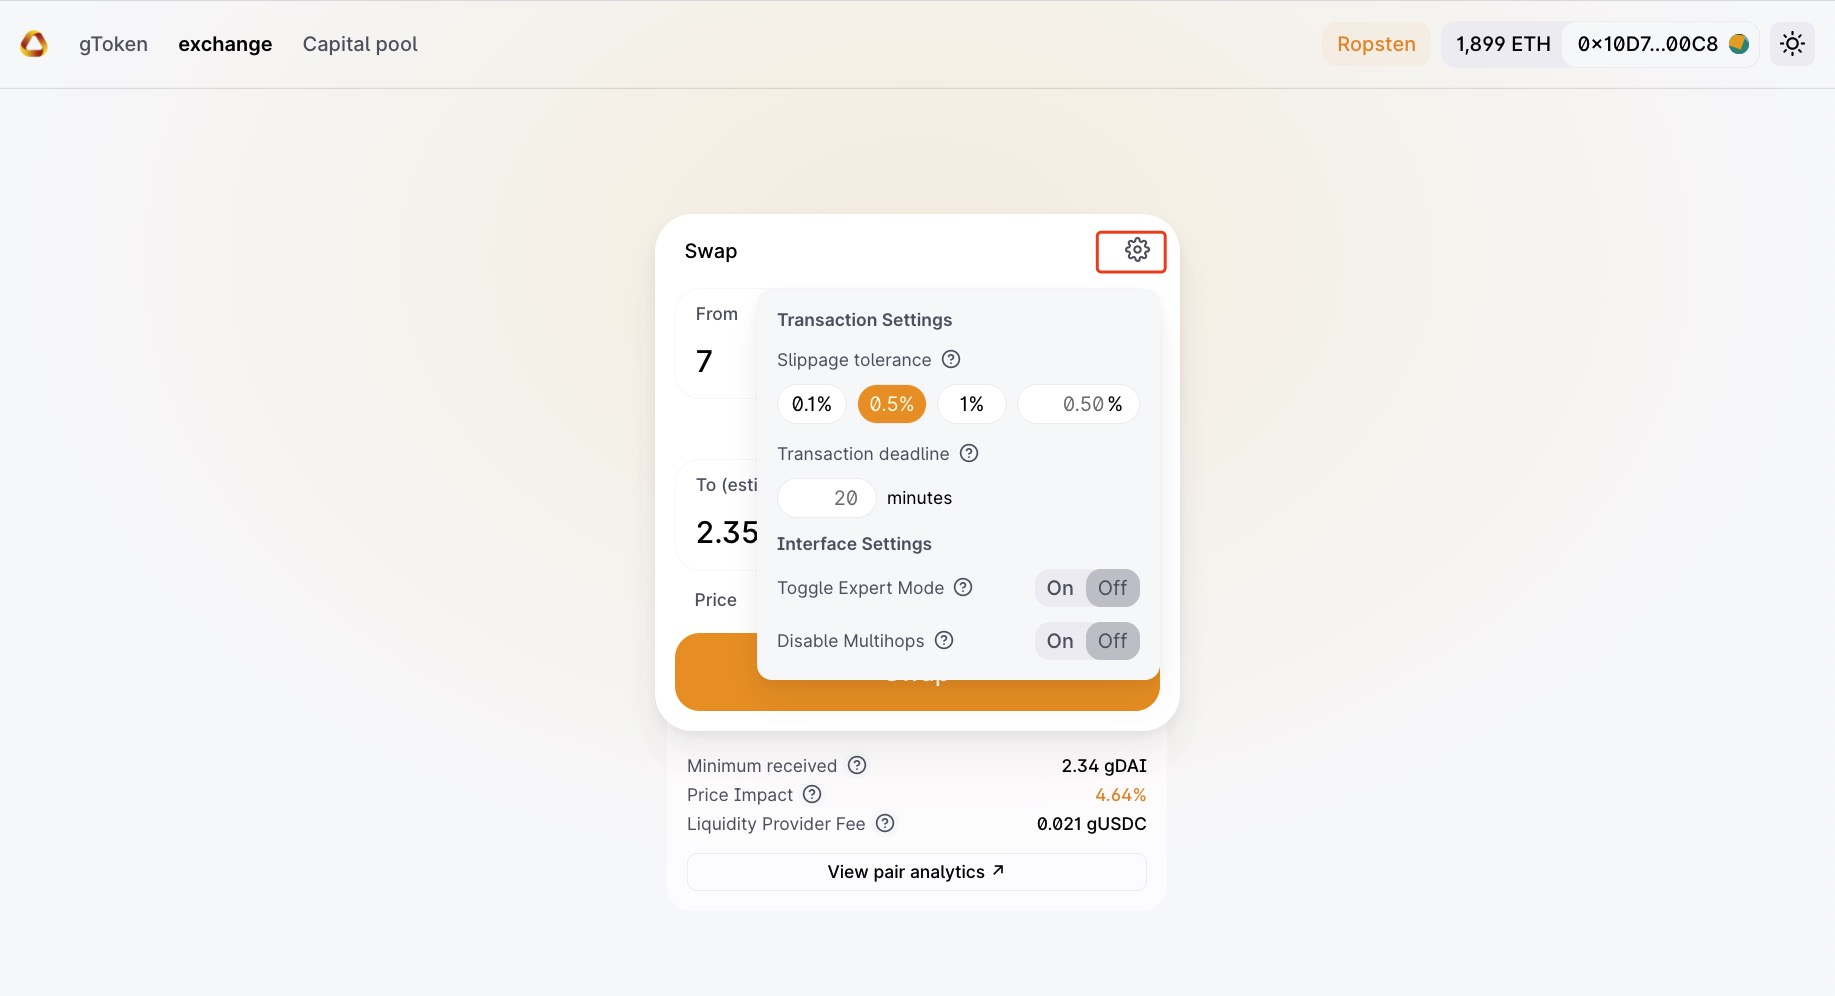 gToken exchange Capital pool Ropsten 1,899 ETH 0x10D7...00C8
Swap
From
7
Transaction Settings
Slippage tolerance
0.1% 0.5% 1% 0.50 %
Transaction deadline
20 minutes
To (esti
2.35
Interface Settings
Toggle Expert Mode On Off
Price
Disable Multihops On Off
Minimum received 2.34 gDAI
Price Impact 4.64%
Liquidity Provider Fee 0.021 gUSDC
View pair analytics ↗